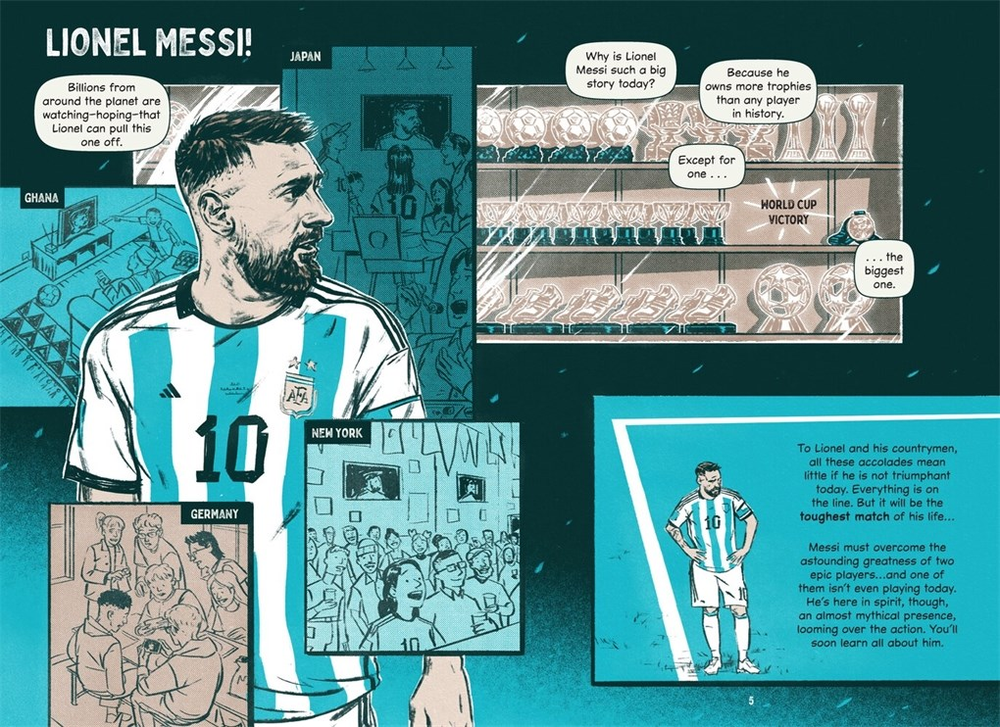 LIONEL MESSI!
Billions from
around the planet are
watching–hoping–that
Lionel can pull this
one off.
JAPAN
10
GHANA
Why is Lionel
Messi such a big
story today?
Because he
owns more trophies
than any player
in history.
Except for
one . . .
WORLD CUP
VICTORY
. . . the
biggest
one.
AFA
10
NEW YORK
10
GERMANY
To Lionel and his countrymen,
all these accolades mean
little if he is not triumphant
today. Everything is on
the line. But it will be the
toughest match of his life...
Messi must overcome the
astounding greatness of two
epic players...and one of
them isn't even playing today.
He's here in spirit, though,
an almost mythical presence,
looming over the action. You'll
soon learn all about him.
10
10
5